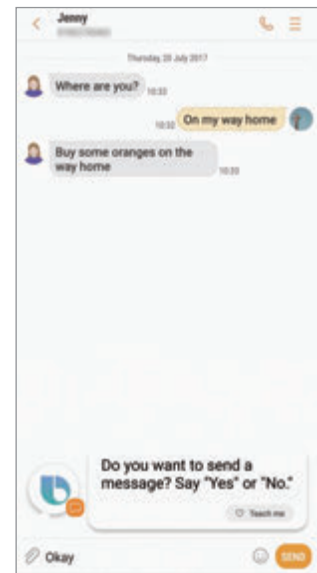 Jenny
Thursday, 20 July 2017
Where are you?
10:33
10:33
On my way home
Buy some oranges on the
way home
10:33
Do you want to send a
message? Say "Yes" or "No."
Teach me
Okay
SEND